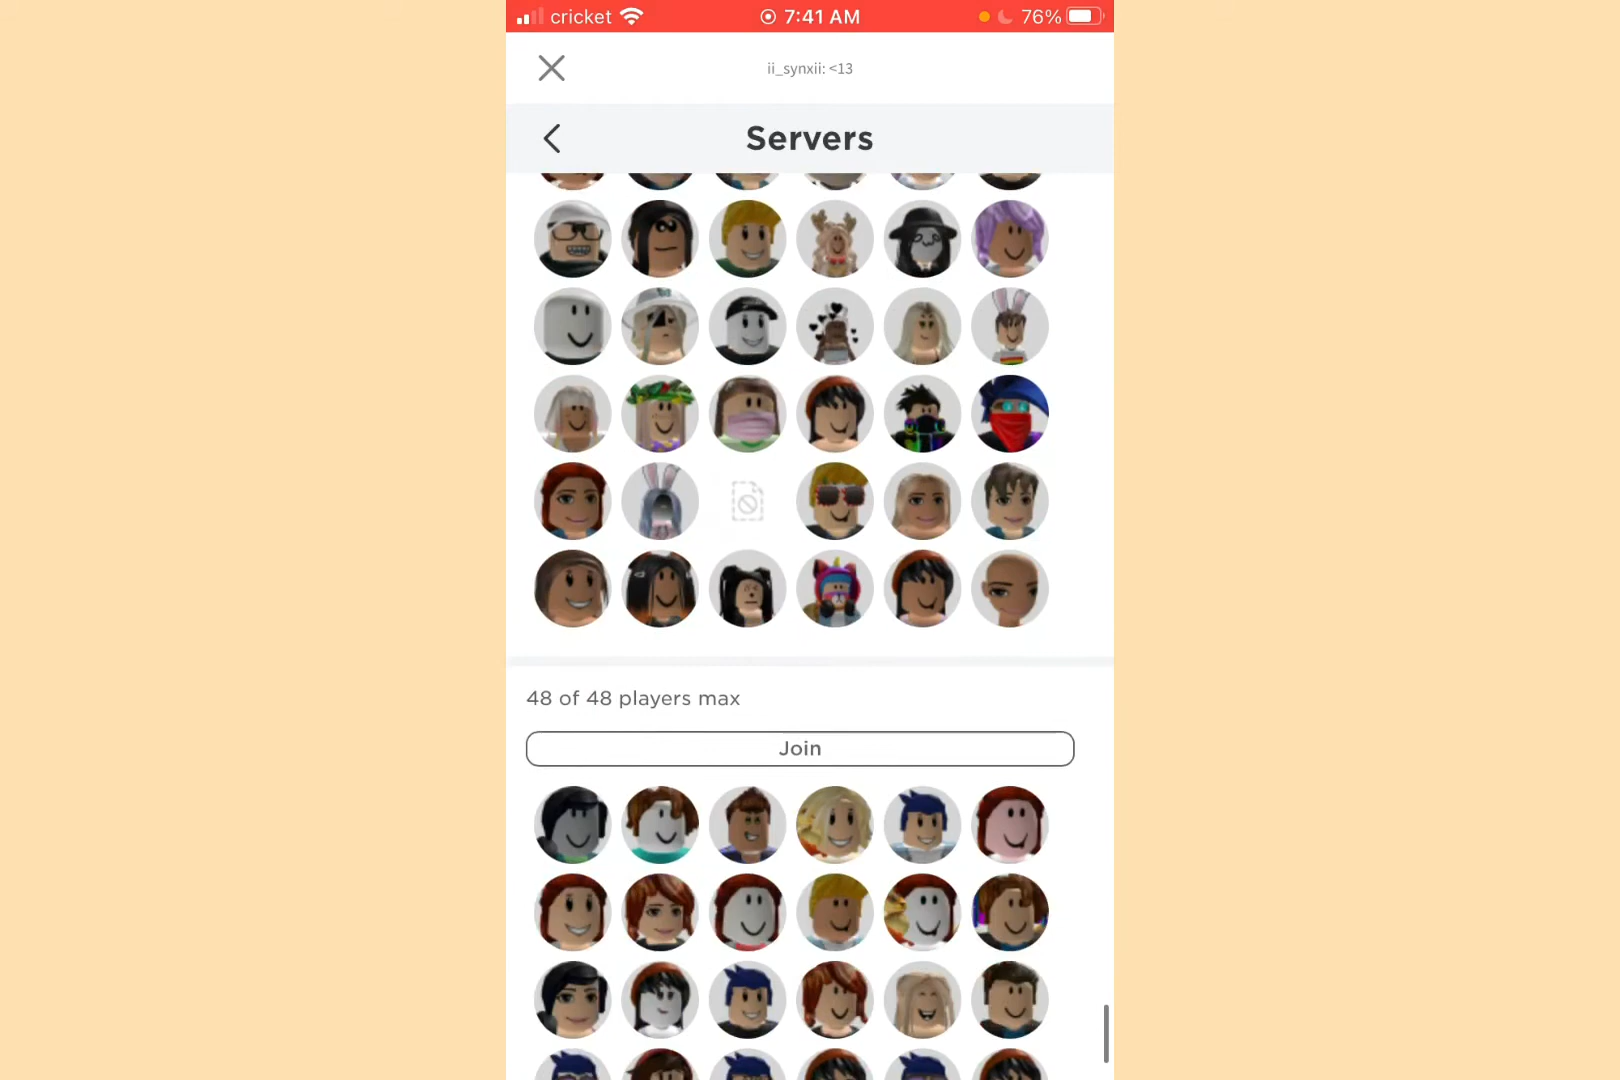 cricket 7:41 AM 76%
ii_synxii: <13
Servers
48 of 48 players max
Join